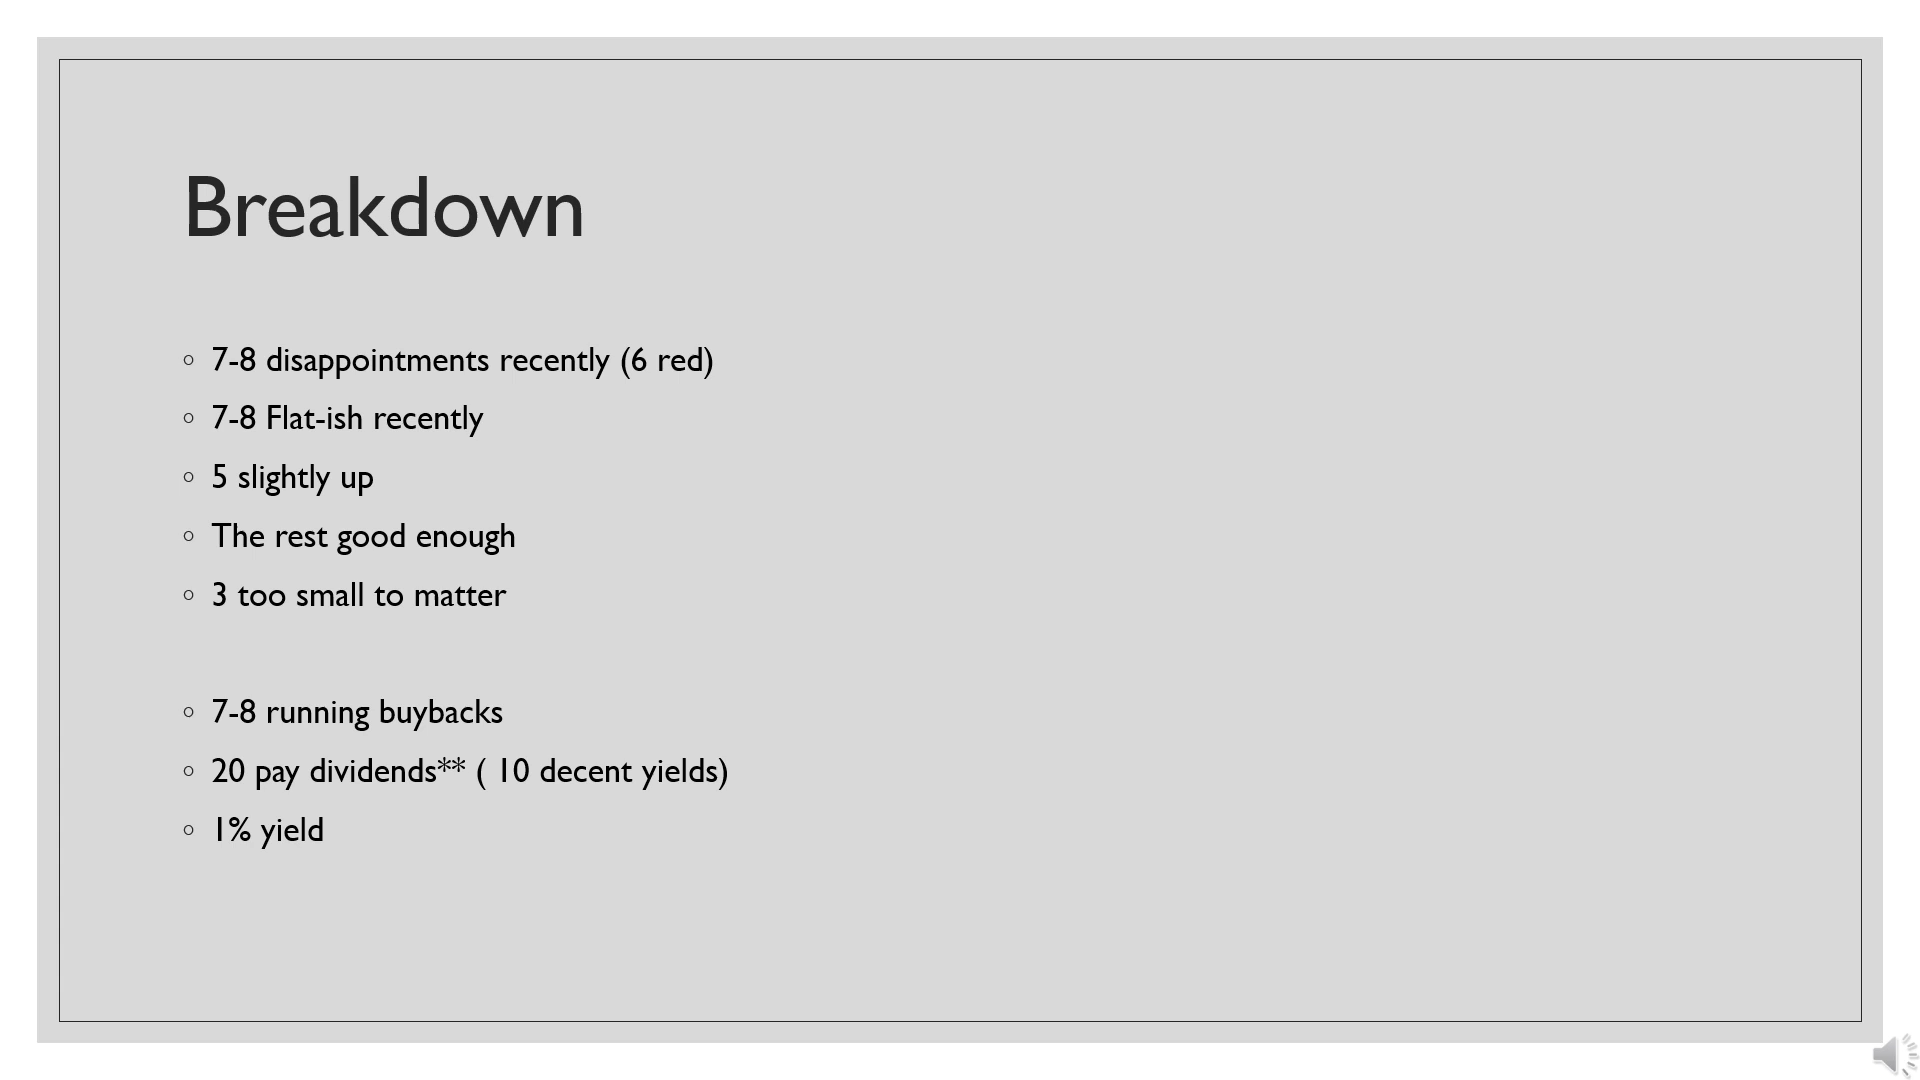 Breakdown
◦ 7-8 disappointments recently (6 red)
◦ 7-8 Flat-ish recently
◦ 5 slightly up
◦ The rest good enough
◦ 3 too small to matter
◦ 7-8 running buybacks
◦ 20 pay dividends** ( 10 decent yields)
◦ 1% yield